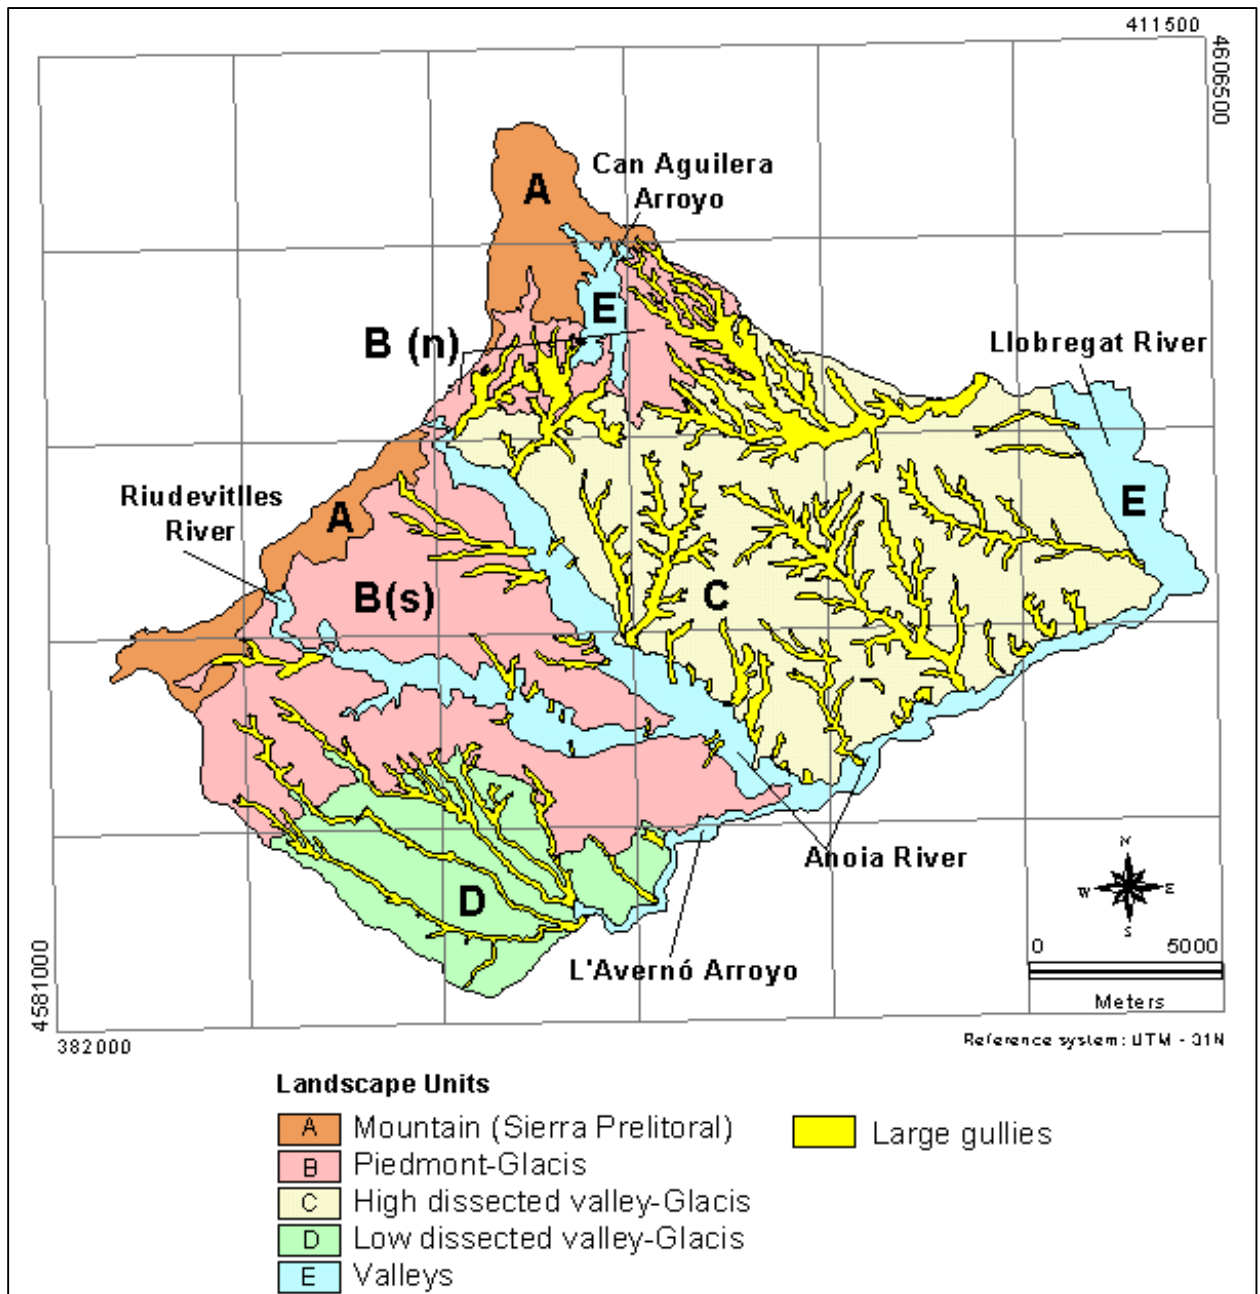 411500
4606500
Can Aguilera
Arroyo
A
E
B (n)
Llobregat River
Riudevitlles
River
A
E
B(s)
C
Anoia River
D
L'Avernó Arroyo
N
W E
S
0 5000
Meters
4581000
382000
Reference system: UTM - 31N
Landscape Units
A Mountain (Sierra Prelitoral)
Large gullies
B Piedmont-Glacis
C High dissected valley-Glacis
D Low dissected valley-Glacis
E Valleys